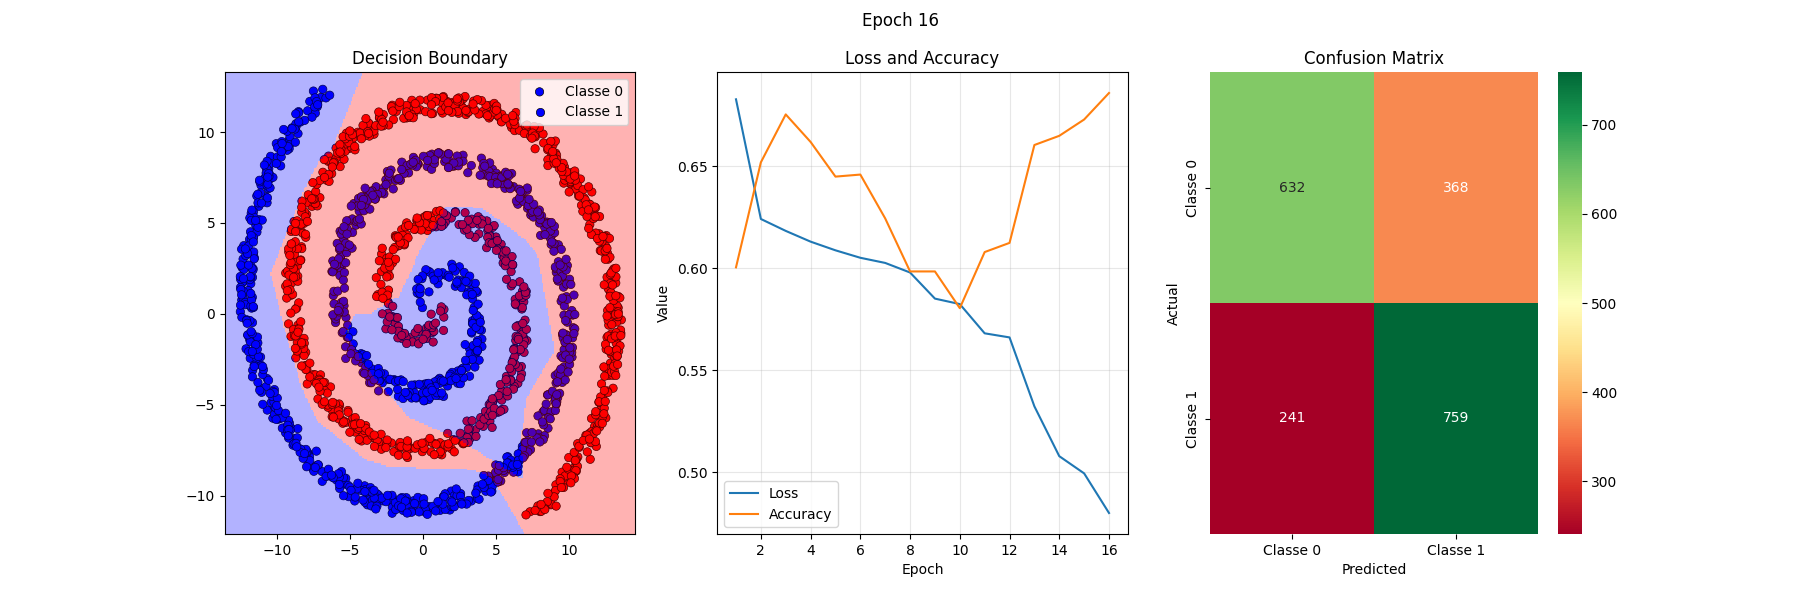 Epoch 16
Decision Boundary
Classe 0
Classe 1
10
5
0
−5
−10
−10 −5 0 5 10
Loss and Accuracy
Value
0.65
0.60
0.55
0.50
Loss
Accuracy
2 4 6 8 10 12 14 16
Epoch
Confusion Matrix
Actual
Classe 0
Classe 1
632 368
241 759
Classe 0 Classe 1
Predicted
700
600
500
400
300